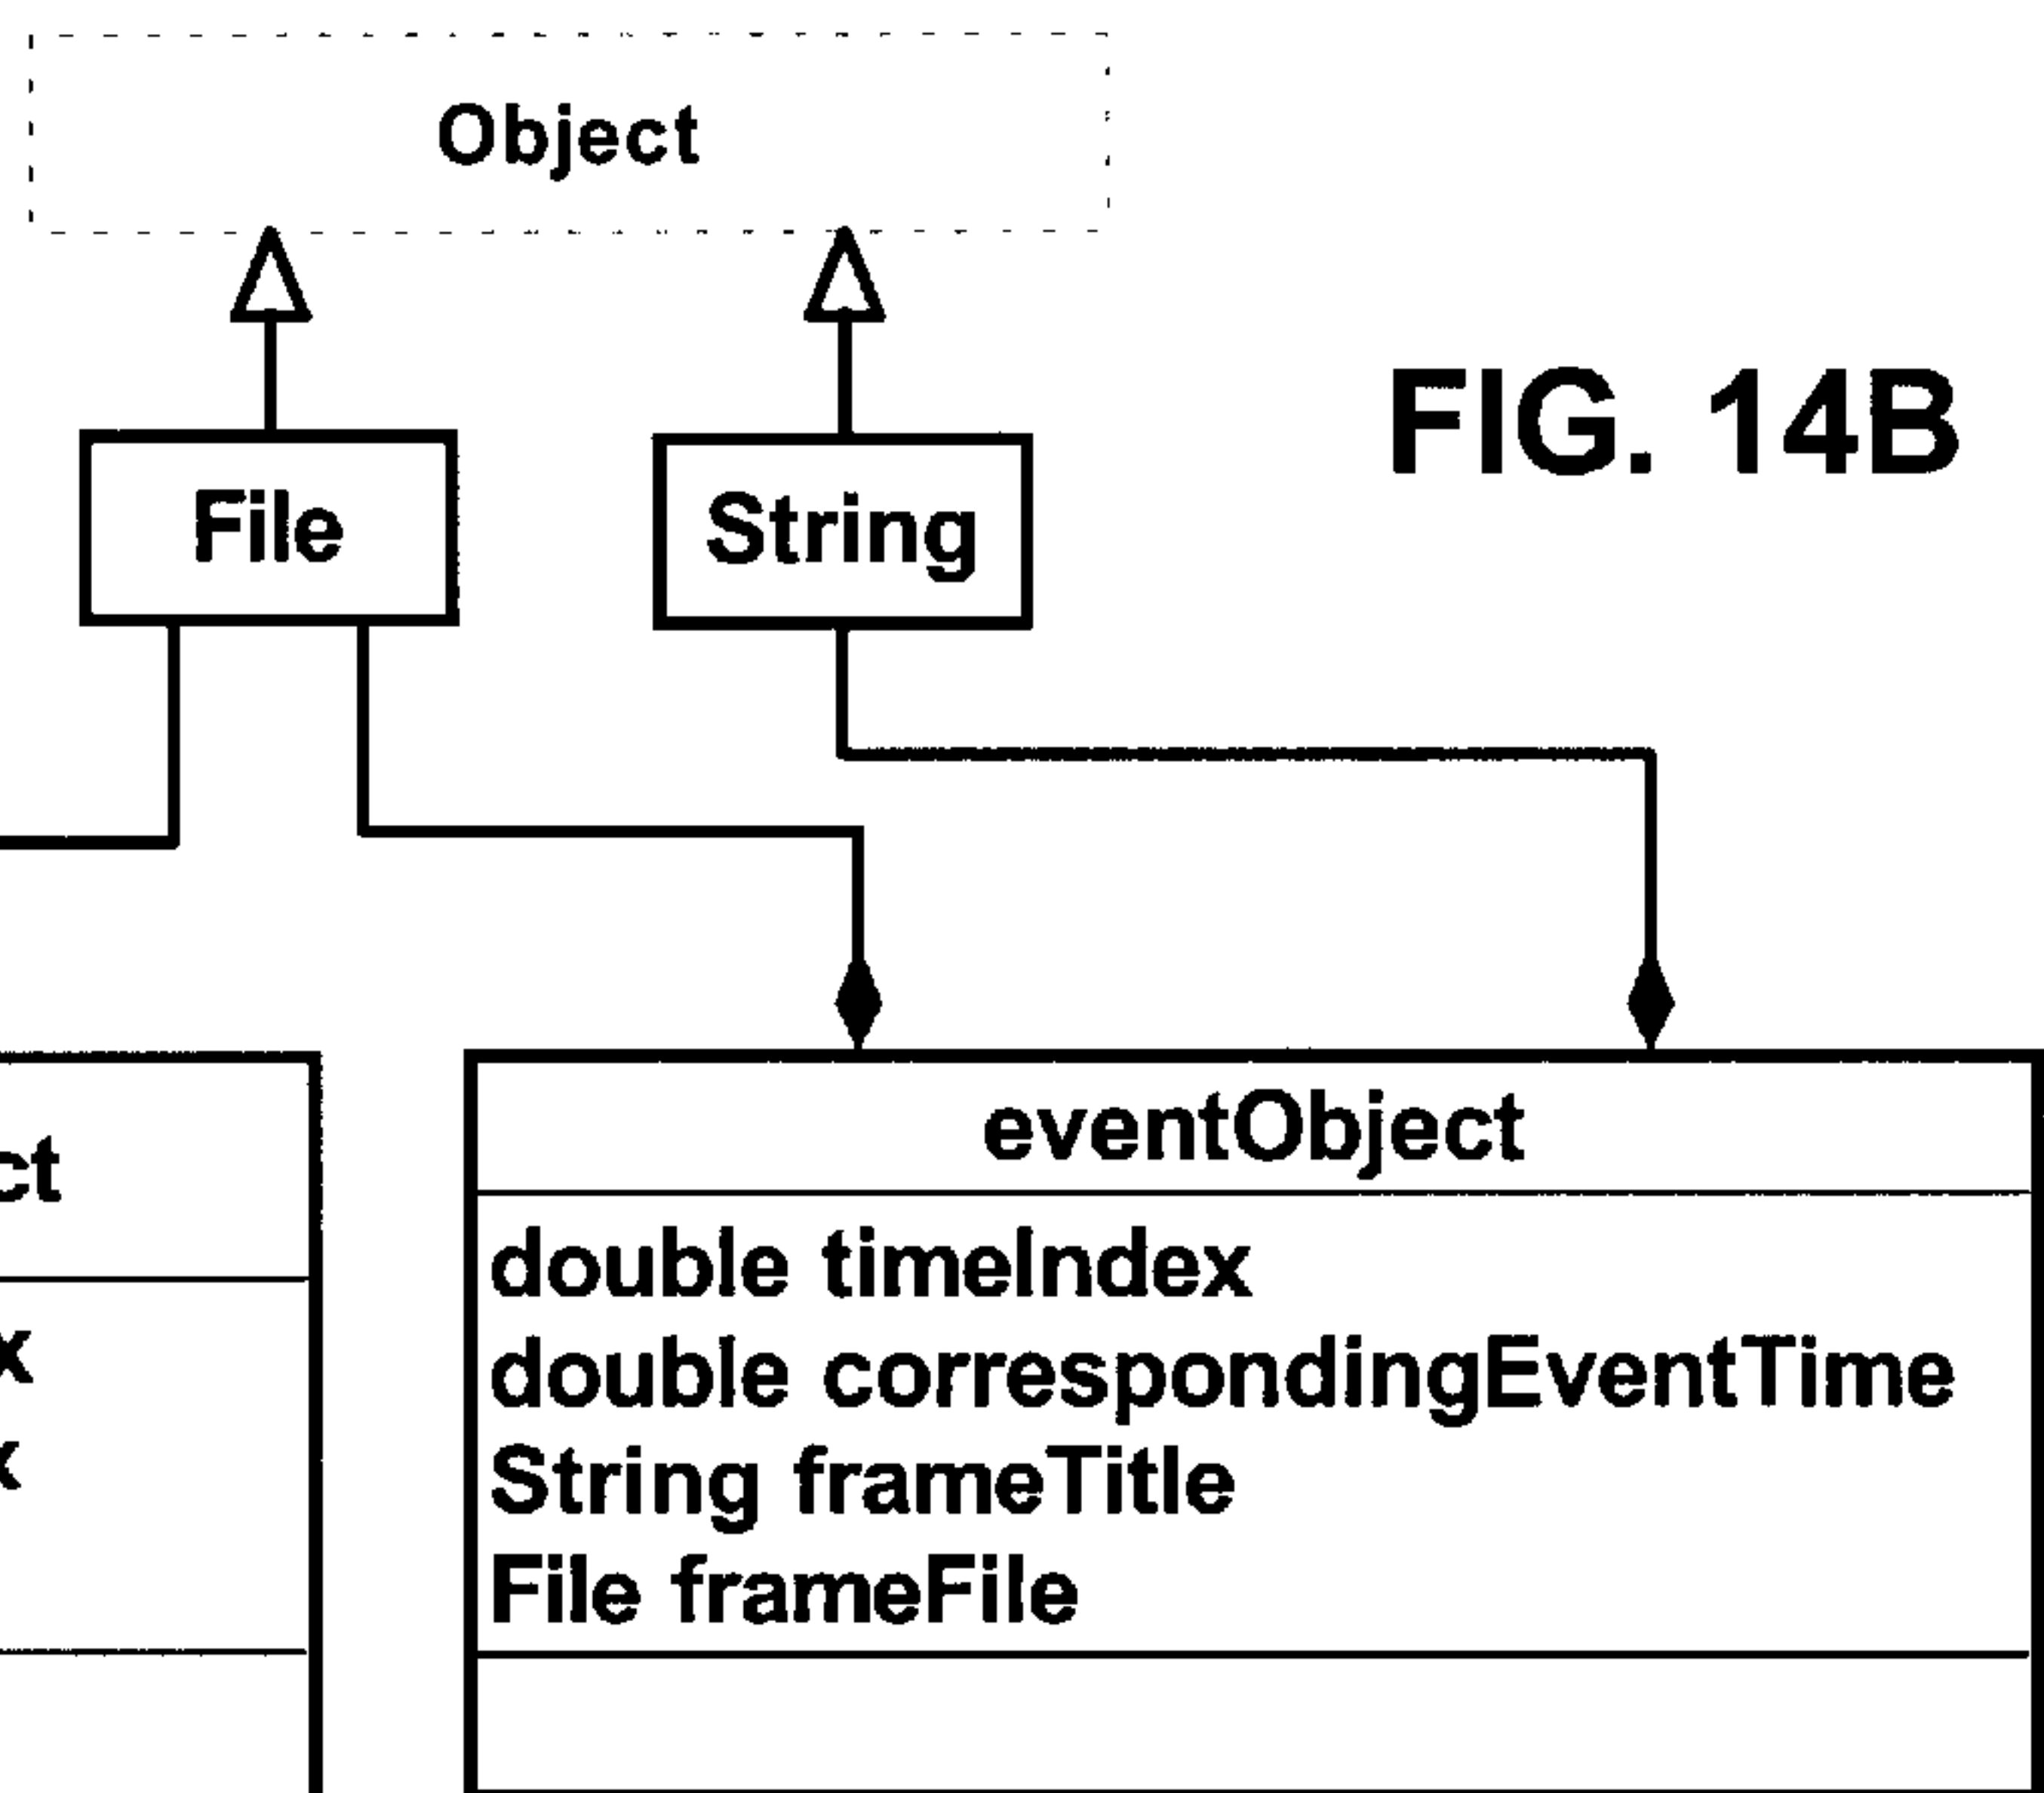 Object
FIG. 14B
File
String
eventObject
double timeIndex
double correspondingEventTime
String frameTitle
File frameFile